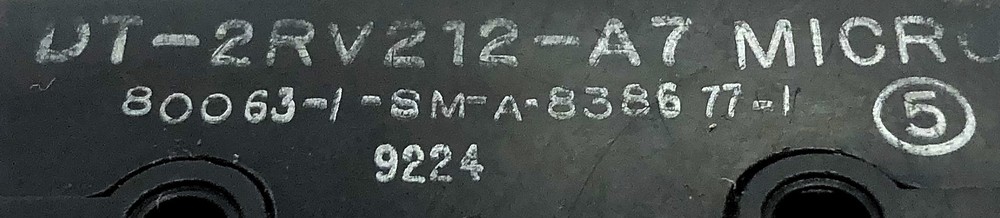 DT-2RV212-A7 MICRO
80063-1-SM-A-838677-1
5
9224